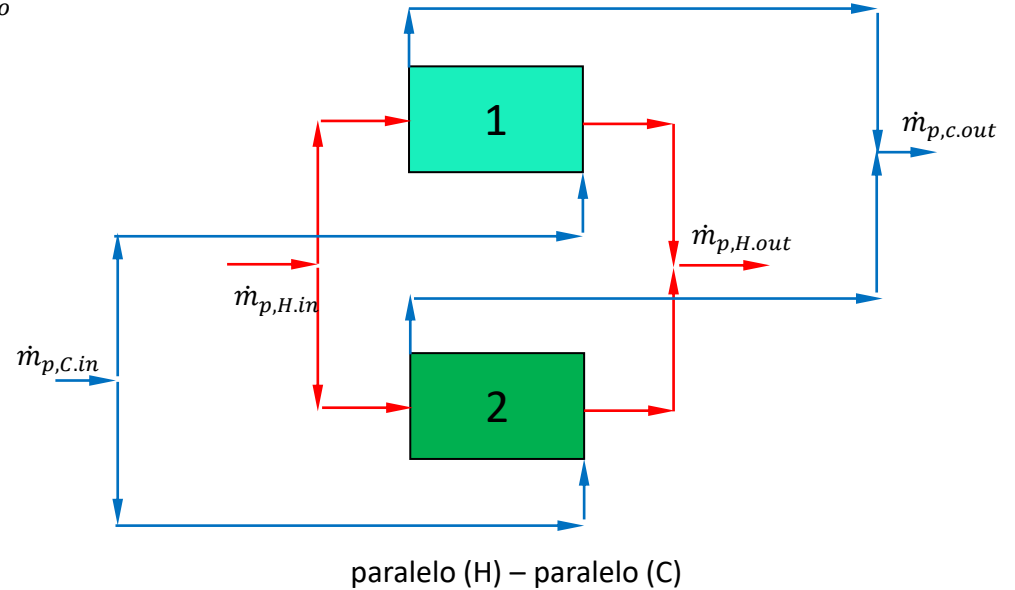 o
1
ṁp,c.out
ṁp,H.out
ṁp,H.in
ṁp,C.in
2
paralelo (H) – paralelo (C)